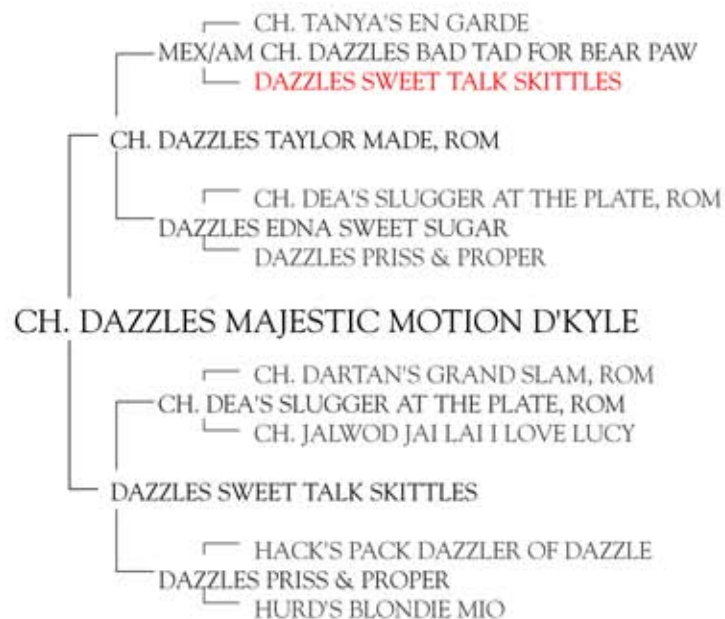 CH. TANYA'S EN GARDE
MEX/AM CH. DAZZLES BAD TAD FOR BEAR PAW
DAZZLES SWEET TALK SKITTLES
CH. DAZZLES TAYLOR MADE, ROM
CH. DEA'S SLUGGER AT THE PLATE, ROM
DAZZLES EDNA SWEET SUGAR
DAZZLES PRISS & PROPER
CH. DAZZLES MAJESTIC MOTION D'KYLE
CH. DARTAN'S GRAND SLAM, ROM
CH. DEA'S SLUGGER AT THE PLATE, ROM
CH. JALWOD JAI LAI I LOVE LUCY
DAZZLES SWEET TALK SKITTLES
HACK'S PACK DAZZLER OF DAZZLE
DAZZLES PRISS & PROPER
HURD'S BLONDIE MIO